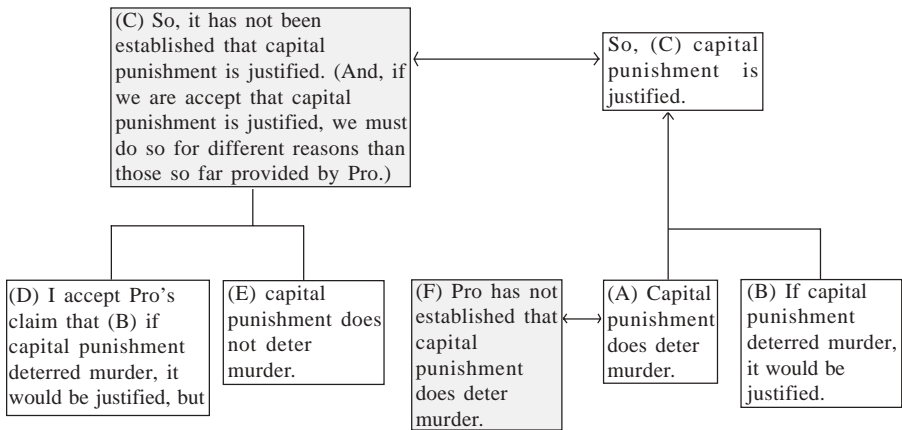 (C) So, it has not been
established that capital
punishment is justified. (And, if
we are accept that capital
punishment is justified, we must
do so for different reasons than
those so far provided by Pro.)
So, (C) capital
punishment is
justified.
(D) I accept Pro's
claim that (B) if
capital punishment
deterred murder, it
would be justified, but
(E) capital
punishment does
not deter
murder.
(F) Pro has not
established that
capital
punishment
does deter
murder.
(A) Capital
punishment
does deter
murder.
(B) If capital
punishment
deterred murder,
it would be
justified.